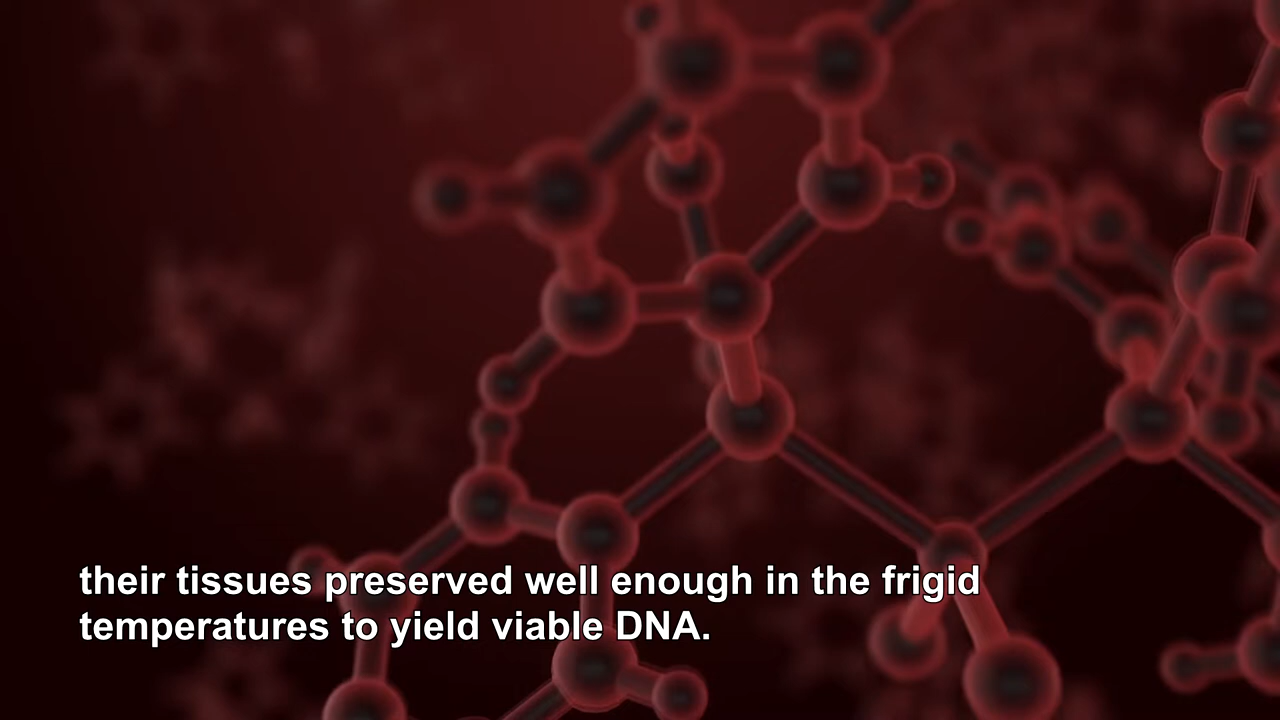 their tissues preserved well enough in the frigid
temperatures to yield viable DNA.